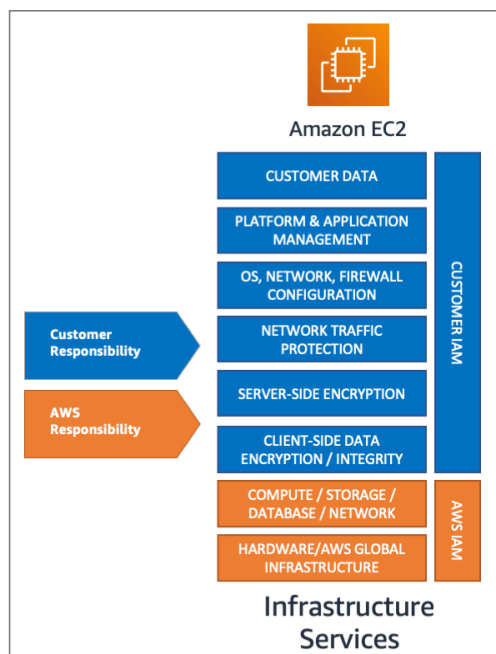 Amazon EC2
CUSTOMER DATA
PLATFORM & APPLICATION
MANAGEMENT
OS, NETWORK, FIREWALL
CONFIGURATION
NETWORK TRAFFIC
PROTECTION
SERVER-SIDE ENCRYPTION
CLIENT-SIDE DATA
ENCRYPTION / INTEGRITY
CUSTOMER IAM
Customer
Responsibility
AWS
Responsibility
COMPUTE / STORAGE /
DATABASE / NETWORK
HARDWARE/AWS GLOBAL
INFRASTRUCTURE
AWS IAM
Infrastructure
Services